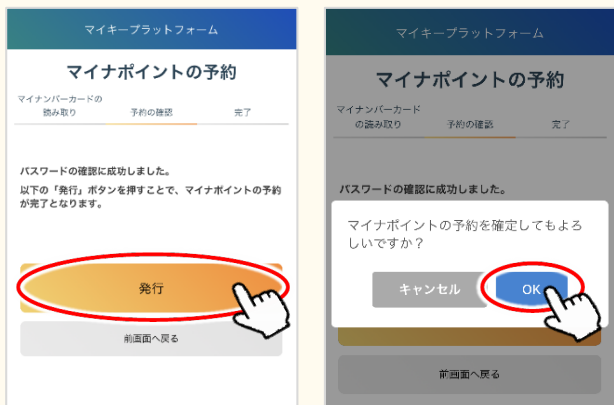 マイキープラットフォーム
マイナポイントの予約
マイナンバーカードの
読み取り
予約の確認
完了
パスワードの確認に成功しました。
以下の「発行」ボタンを押すことで、マイナポイントの予約
が完了となります。
発行
前画面へ戻る
マイキープラットフォーム
マイナポイントの予約
マイナンバーカード
の読み取り
予約の確認
完了
パスワードの確認に成功しました。
マイナポイントの予約を確定してもよろ
しいですか？
キャンセル
OK
前画面へ戻る